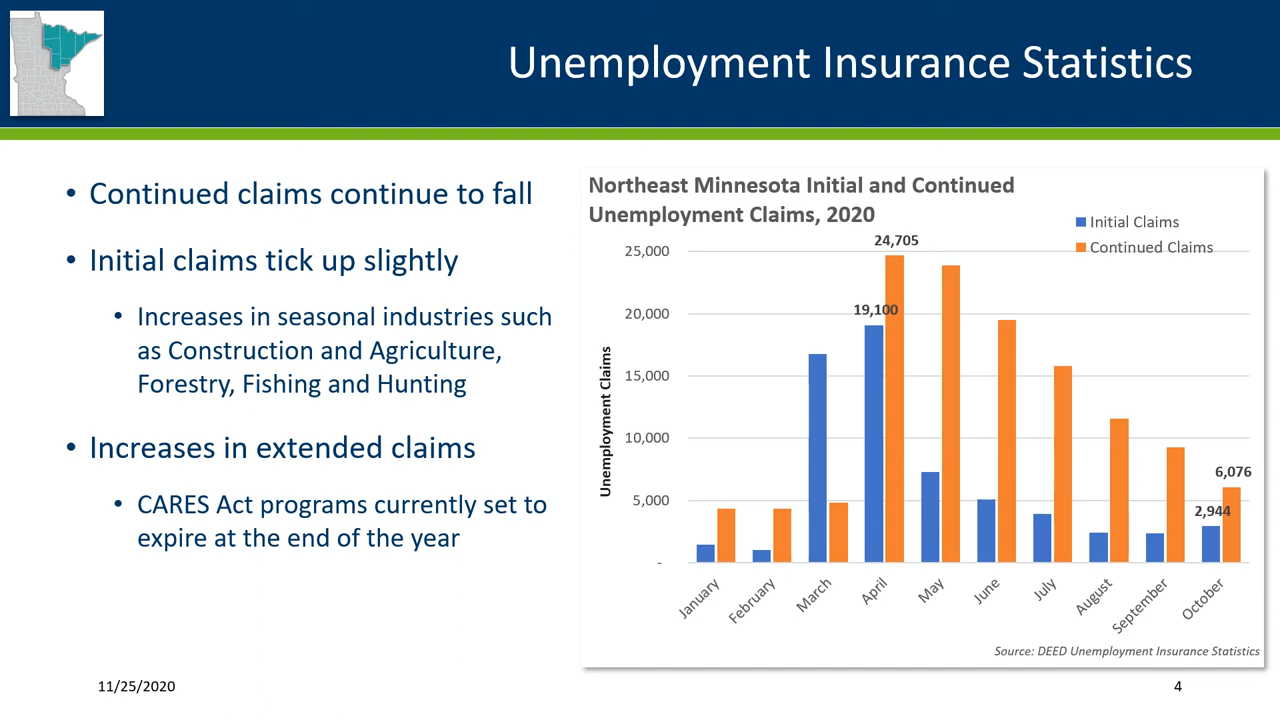 Unemployment Insurance Statistics
• Continued claims continue to fall
• Initial claims tick up slightly
• Increases in seasonal industries such
as Construction and Agriculture,
Forestry, Fishing and Hunting
• Increases in extended claims
• CARES Act programs currently set to
expire at the end of the year
Northeast Minnesota Initial and Continued
Unemployment Claims, 2020
Initial Claims
Continued Claims
Unemployment Claims
25,000
20,000
15,000
10,000
5,000
-
24,705
19,100
6,076
2,944
January
February
March
April
May
June
July
August
September
October
Source: DEED Unemployment Insurance Statistics
11/25/2020
4